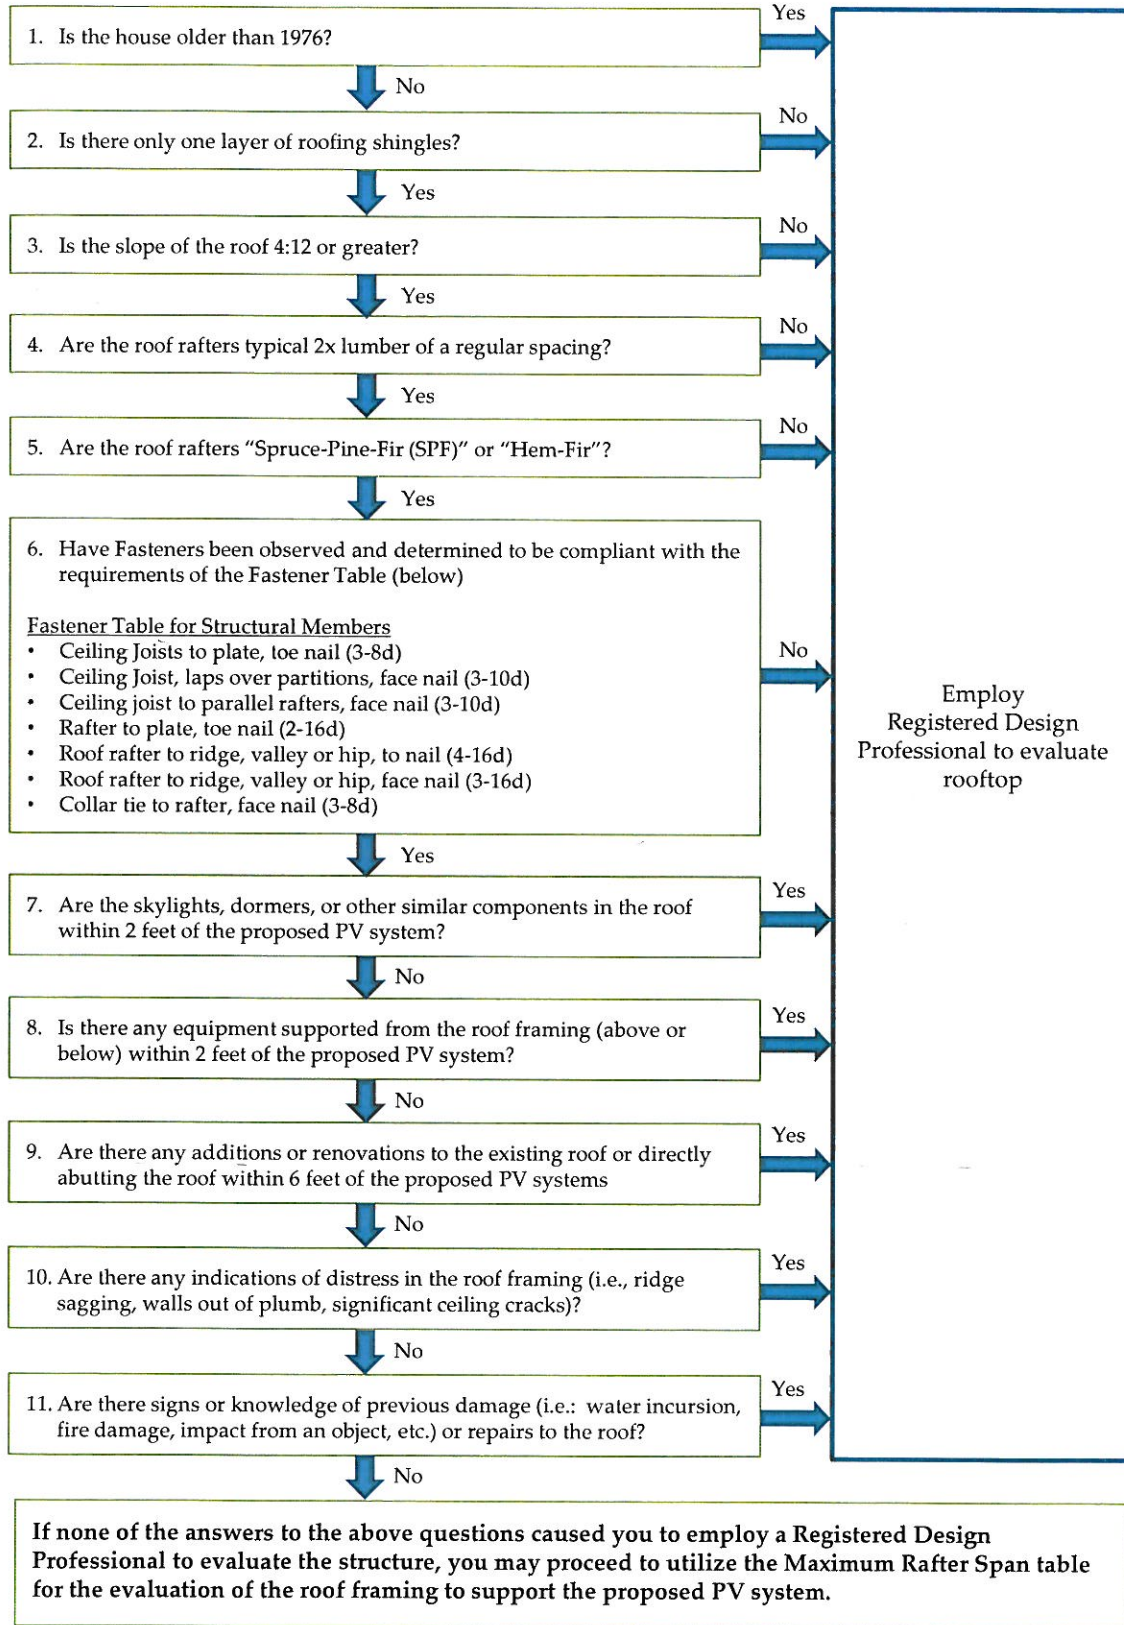 1. Is the house older than 1976?
Yes
No
2. Is there only one layer of roofing shingles?
No
Yes
3. Is the slope of the roof 4:12 or greater?
No
Yes
4. Are the roof rafters typical 2x lumber of a regular spacing?
No
Yes
5. Are the roof rafters “Spruce-Pine-Fir (SPF)” or “Hem-Fir”?
No
Yes
6. Have Fasteners been observed and determined to be compliant with the
requirements of the Fastener Table (below)
Fastener Table for Structural Members
• Ceiling Joists to plate, toe nail (3-8d)
• Ceiling Joist, laps over partitions, face nail (3-10d)
• Ceiling joist to parallel rafters, face nail (3-10d)
• Rafter to plate, toe nail (2-16d)
• Roof rafter to ridge, valley or hip, to nail (4-16d)
• Roof rafter to ridge, valley or hip, face nail (3-16d)
• Collar tie to rafter, face nail (3-8d)
No
Yes
7. Are the skylights, dormers, or other similar components in the roof
within 2 feet of the proposed PV system?
Yes
No
8. Is there any equipment supported from the roof framing (above or
below) within 2 feet of the proposed PV system?
Yes
No
9. Are there any additions or renovations to the existing roof or directly
abutting the roof within 6 feet of the proposed PV systems
Yes
No
10. Are there any indications of distress in the roof framing (i.e., ridge
sagging, walls out of plumb, significant ceiling cracks)?
Yes
No
11. Are there signs or knowledge of previous damage (i.e.: water incursion,
fire damage, impact from an object, etc.) or repairs to the roof?
Yes
No
Employ
Registered Design
Professional to evaluate
rooftop
If none of the answers to the above questions caused you to employ a Registered Design
Professional to evaluate the structure, you may proceed to utilize the Maximum Rafter Span table
for the evaluation of the roof framing to support the proposed PV system.